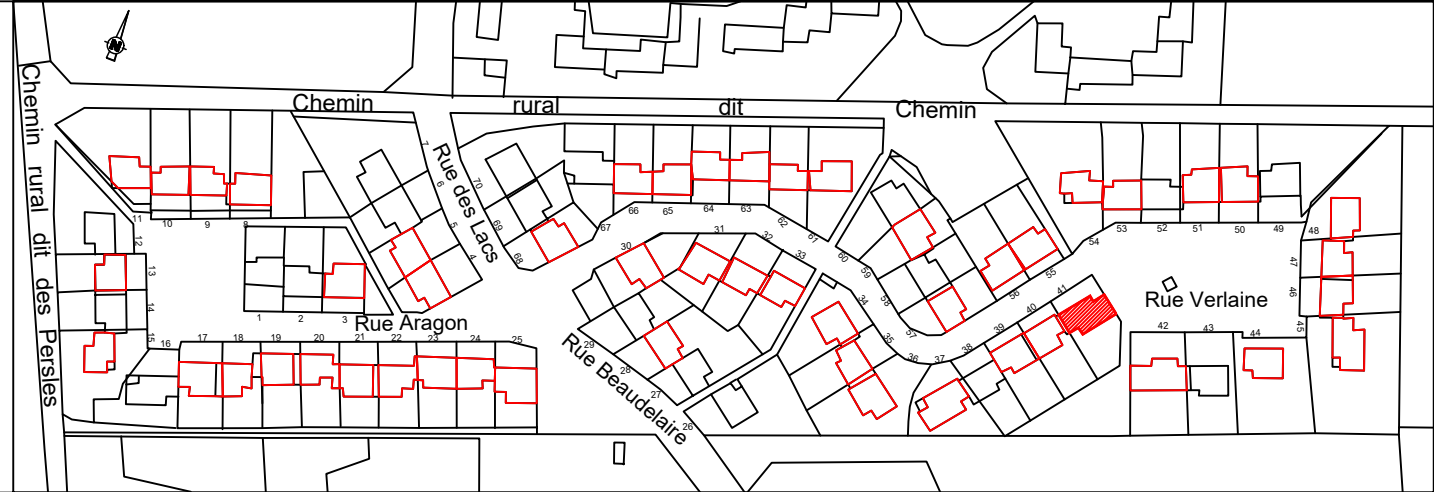 N
Chemin rural dit Chemin
Chemin rural dit des Persles
Rue des Lacs
Rue Aragon
Rue Beaudelaire
Rue Verlaine
11 10 9 8
12
13
14
15
16 17 18 19 20 21 22 23 24 25
1 2 3
7
6
5
4
70
69
68
67
66 65 64 63 62 61
60
59
58
57
56
55
54 53 52 51 50 49 48
47
46
45
30 31 32 33
34
35
36 37 38 39 40 41
42 43 44
29
28
27
26